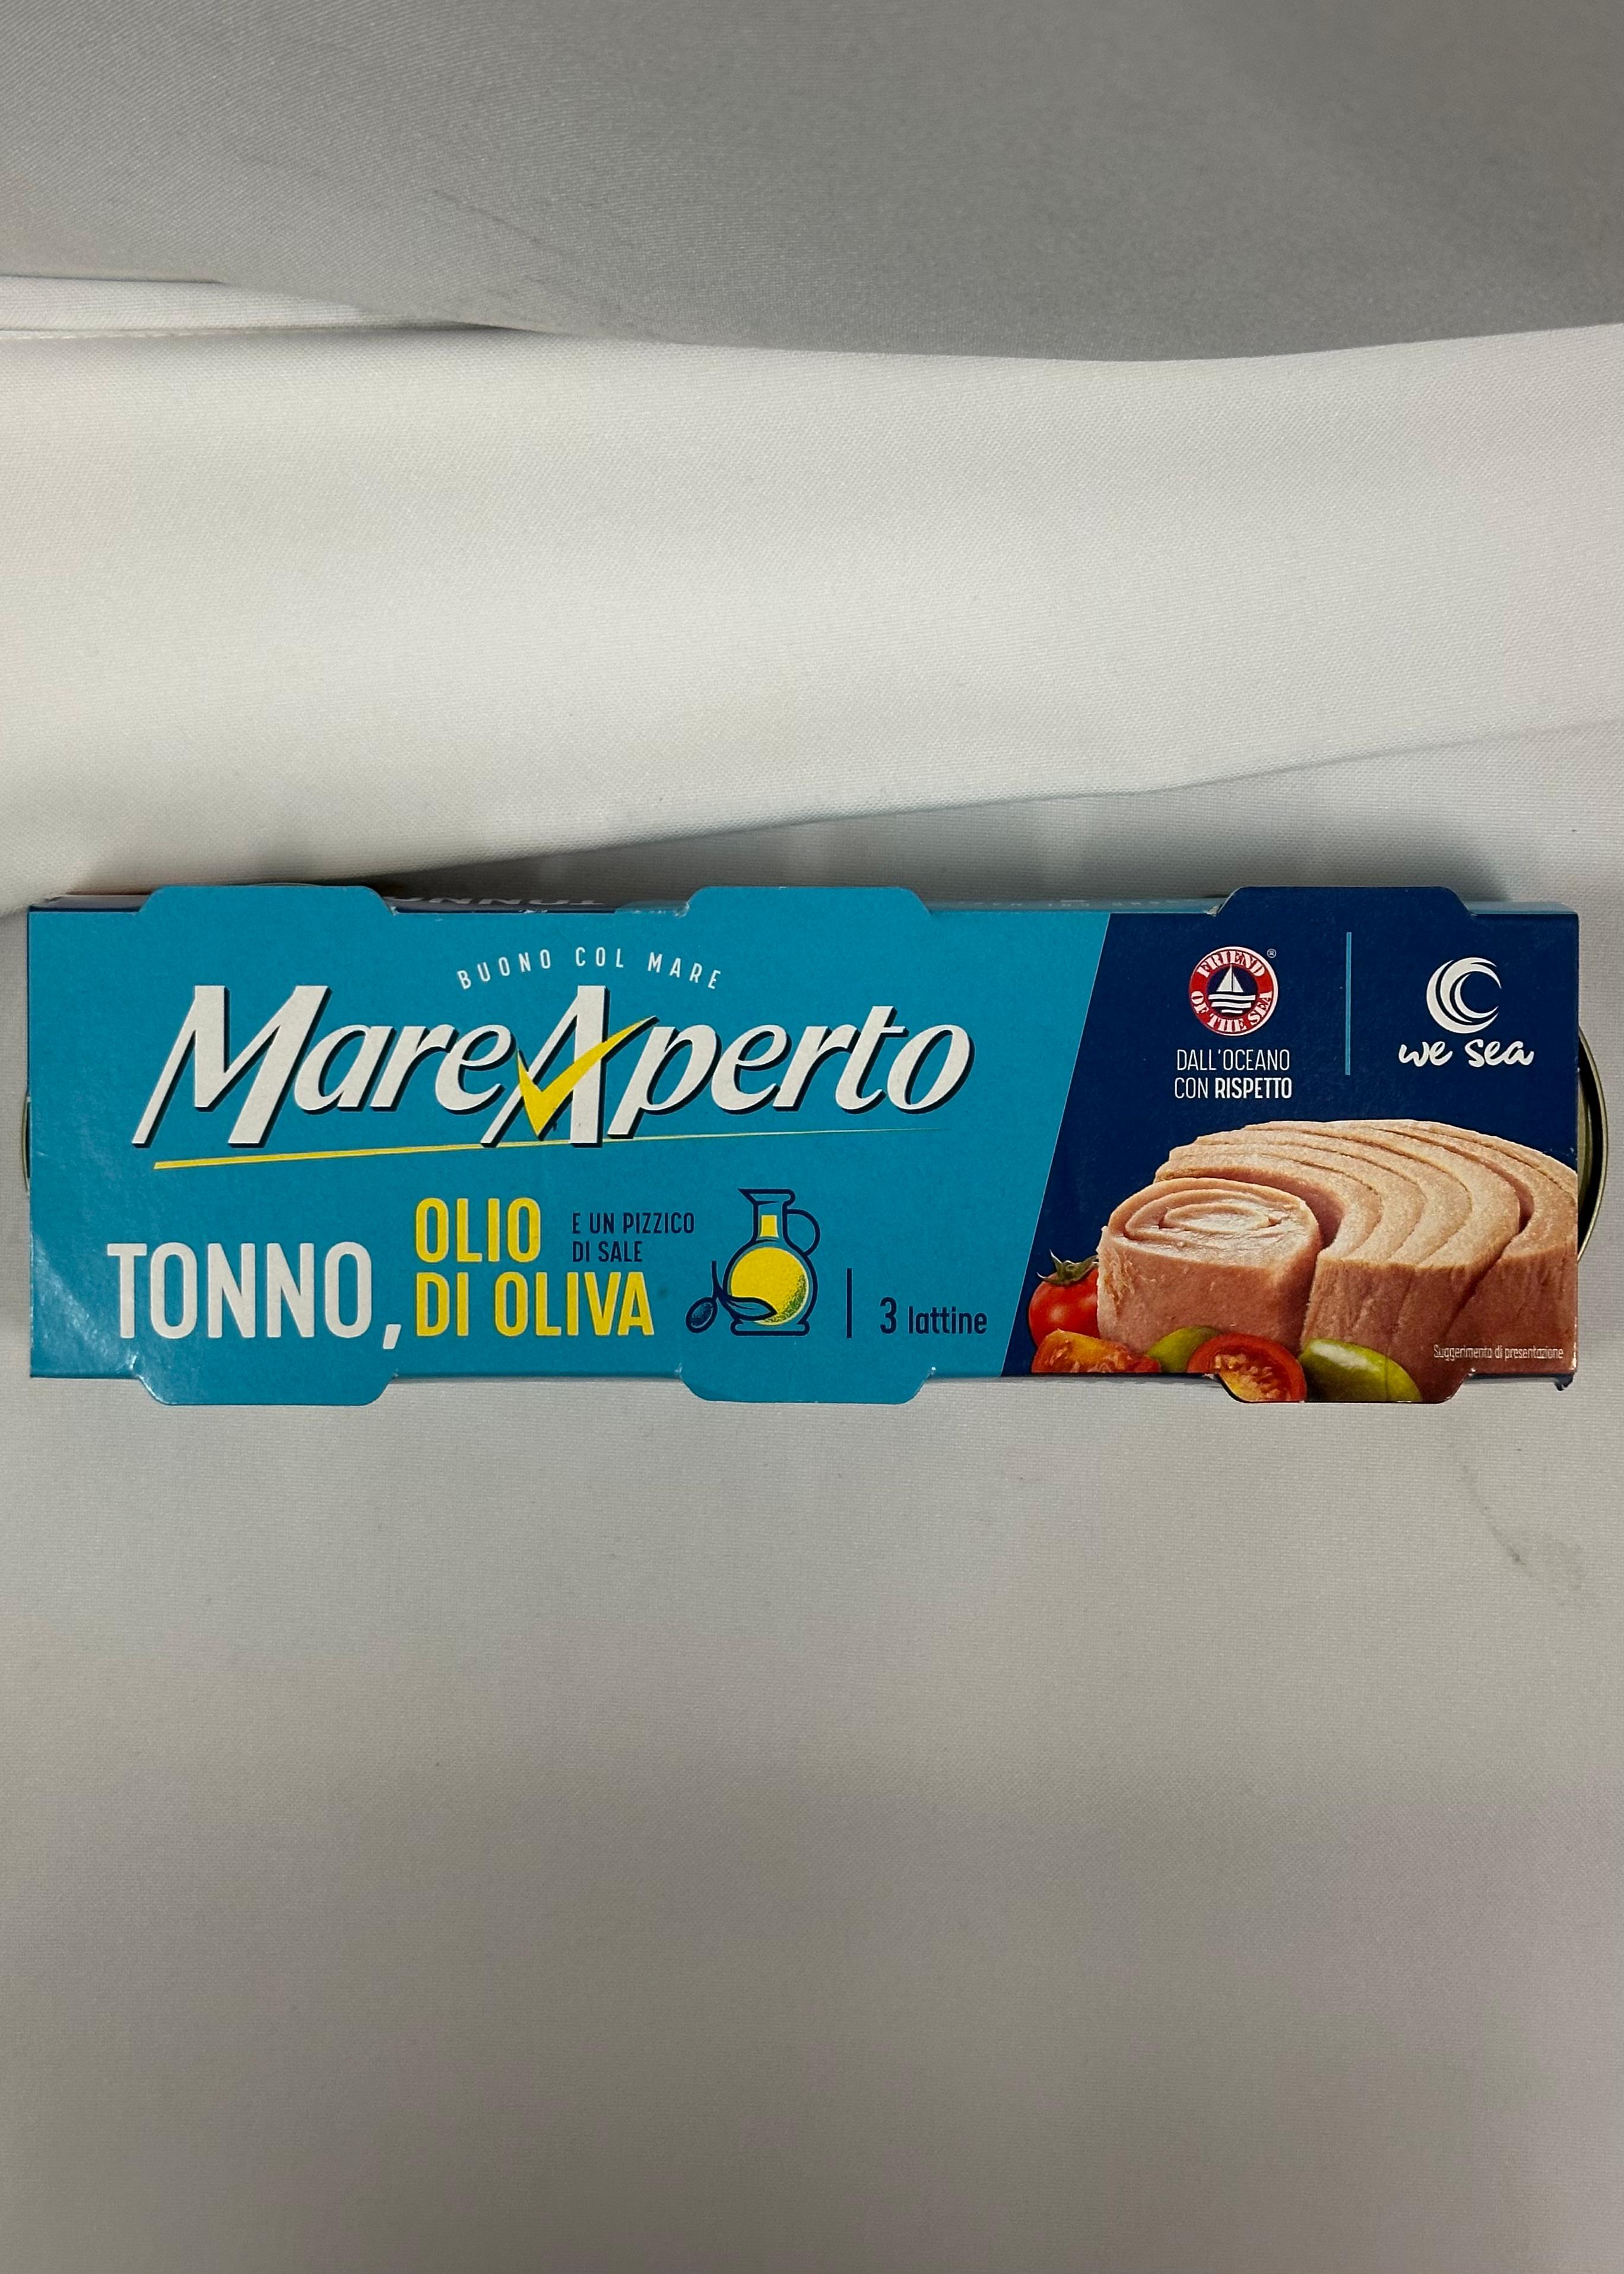 BUONO COL MARE
MareAperto
TONNO,
OLIO
DI OLIVA
E UN PIZZICO
DI SALE
3 lattine
FRIEND
OF THE SEA
®
DALL'OCEANO
CON RISPETTO
we sea
Suggerimento di presentazione
TONNO